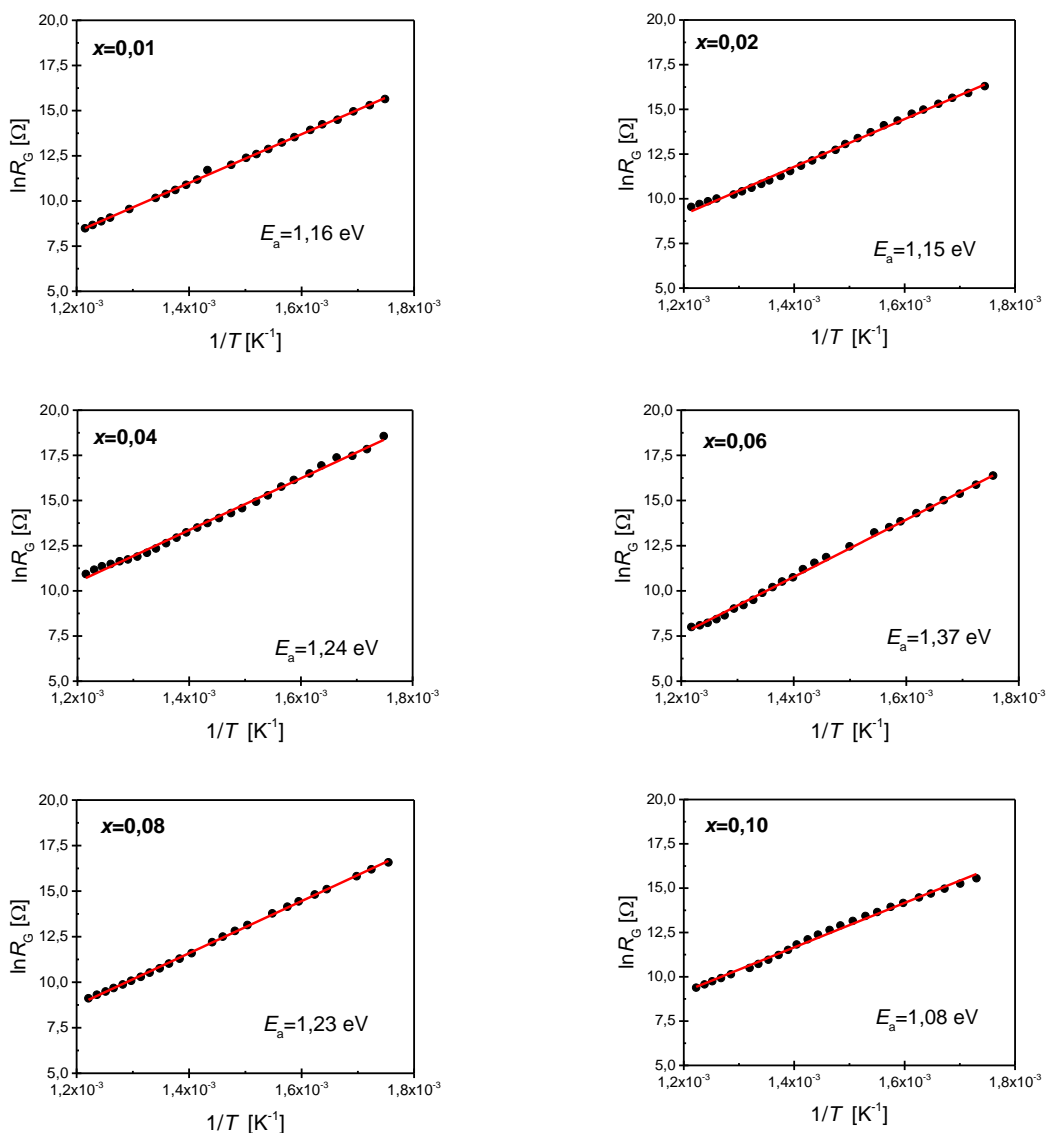 20,0
17,5
15,0
12,5
10,0
7,5
5,0
lnR_G [Ω]
x=0,01
E_a=1,16 eV
1,2x10⁻³ 1,4x10⁻³ 1,6x10⁻³ 1,8x10⁻³
1/T [K⁻¹]
20,0
17,5
15,0
12,5
10,0
7,5
5,0
lnR_G [Ω]
x=0,02
E_a=1,15 eV
1,2x10⁻³ 1,4x10⁻³ 1,6x10⁻³ 1,8x10⁻³
1/T [K⁻¹]
20,0
17,5
15,0
12,5
10,0
7,5
5,0
lnR_G [Ω]
x=0,04
E_a=1,24 eV
1,2x10⁻³ 1,4x10⁻³ 1,6x10⁻³ 1,8x10⁻³
1/T [K⁻¹]
20,0
17,5
15,0
12,5
10,0
7,5
5,0
lnR_G [Ω]
x=0,06
E_a=1,37 eV
1,2x10⁻³ 1,4x10⁻³ 1,6x10⁻³ 1,8x10⁻³
1/T [K⁻¹]
20,0
17,5
15,0
12,5
10,0
7,5
5,0
lnR_G [Ω]
x=0,08
E_a=1,23 eV
1,2x10⁻³ 1,4x10⁻³ 1,6x10⁻³ 1,8x10⁻³
1/T [K⁻¹]
20,0
17,5
15,0
12,5
10,0
7,5
5,0
lnR_G [Ω]
x=0,10
E_a=1,08 eV
1,2x10⁻³ 1,4x10⁻³ 1,6x10⁻³ 1,8x10⁻³
1/T [K⁻¹]